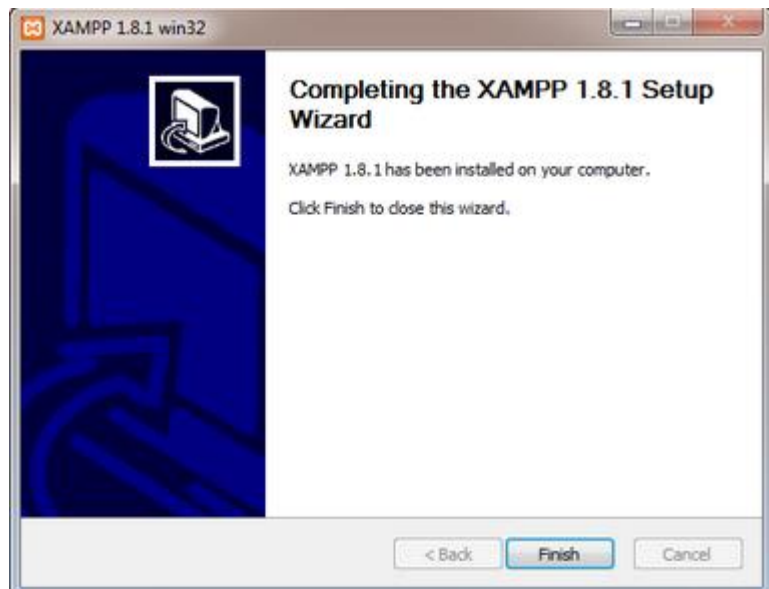 XAMPP 1.8.1 win32
Completing the XAMPP 1.8.1 Setup
Wizard
XAMPP 1.8.1 has been installed on your computer.
Click Finish to close this wizard.
< Back
Finish
Cancel